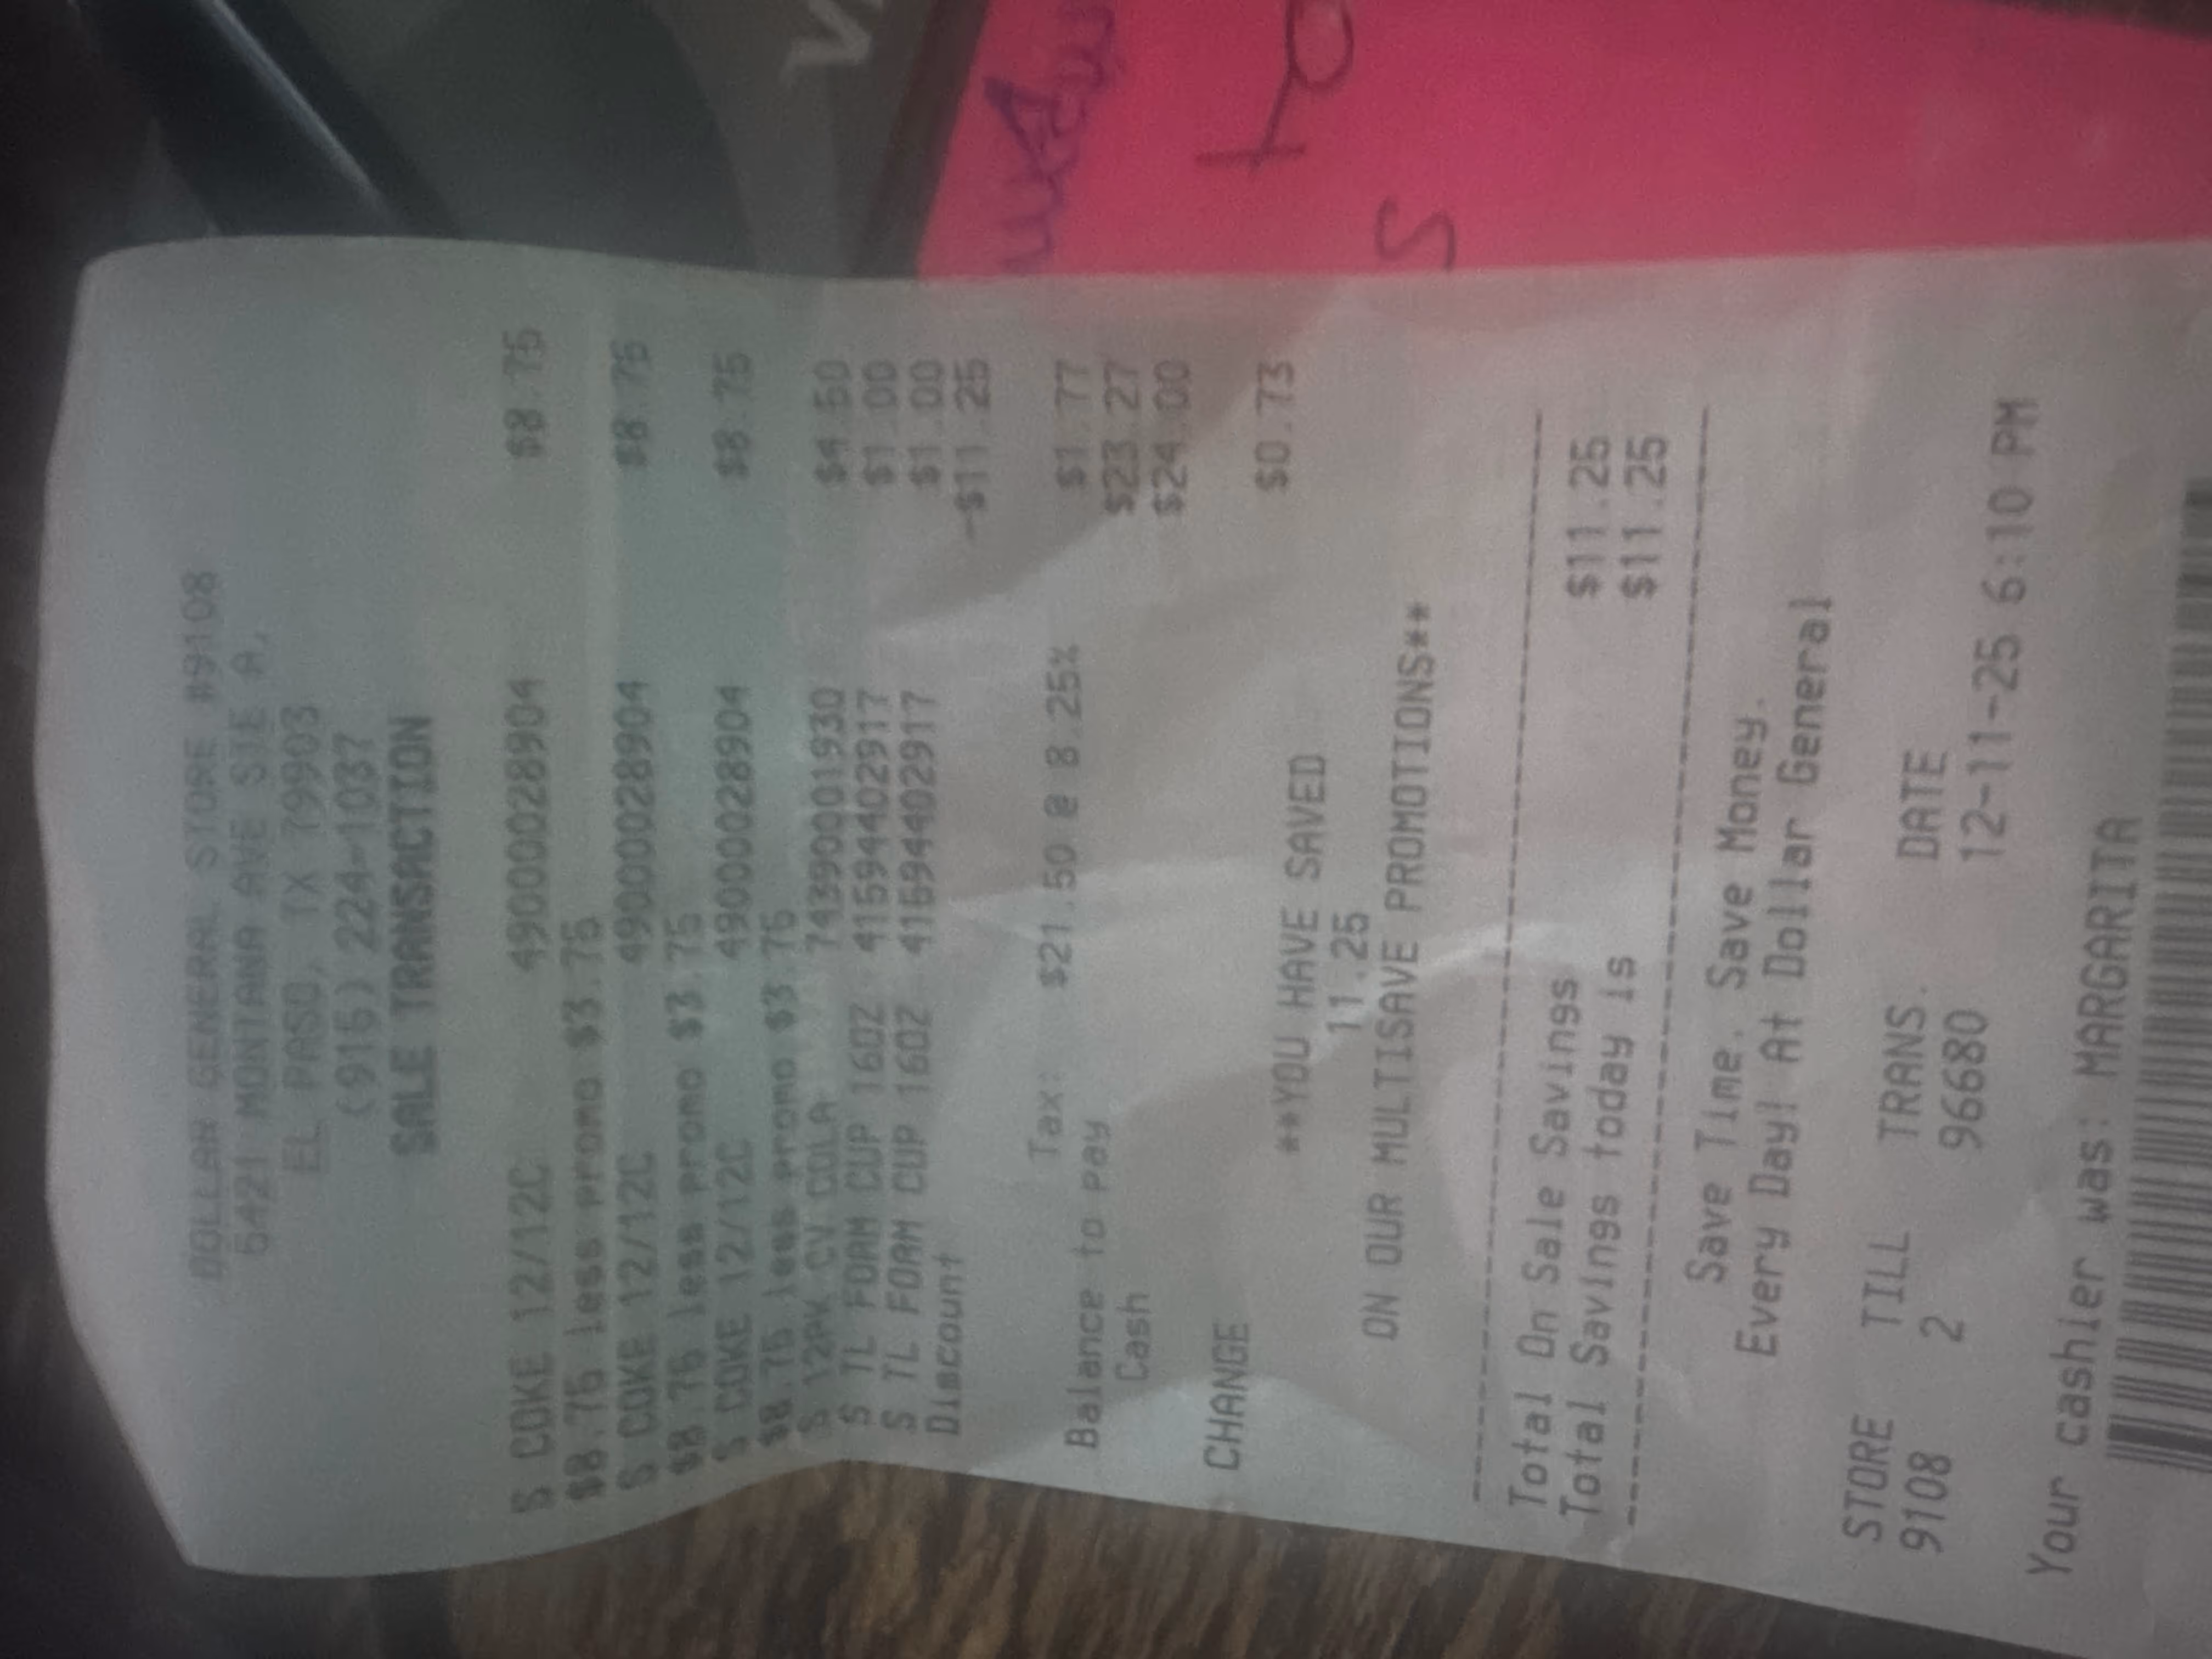 DOLLAR GENERAL STORE #9108
5421 MONTANA AVE STE A,
EL PASO, TX 79903
(915) 224-1037
SALE TRANSACTION
S COKE 12/12C 49000028904 $8.75
$8.75 less promo $3.75
S COKE 12/12C 49000028904 $8.75
$8.75 less promo $3.75
S COKE 12/12C 49000028904 $8.75
$8.75 less promo $3.75
S 12PK CV COLA 74390001930 $4.50
S TL FOAM CUP 16OZ 41594402917 $1.00
S TL FOAM CUP 16OZ 41594402917 $1.00
Discount -$11.25
Tax: $21.50 @ 8.25% $1.77
Balance to pay $23.27
Cash $24.00
CHANGE $0.73
**YOU HAVE SAVED
11.25
ON OUR MULTISAVE PROMOTIONS**
Total On Sale Savings $11.25
Total Savings today is $11.25
Save Time. Save Money.
Every Day! At Dollar General
STORE TILL TRANS. DATE
9108 2 96680 12-11-25 6:10 PM
Your cashier was: MARGARITA